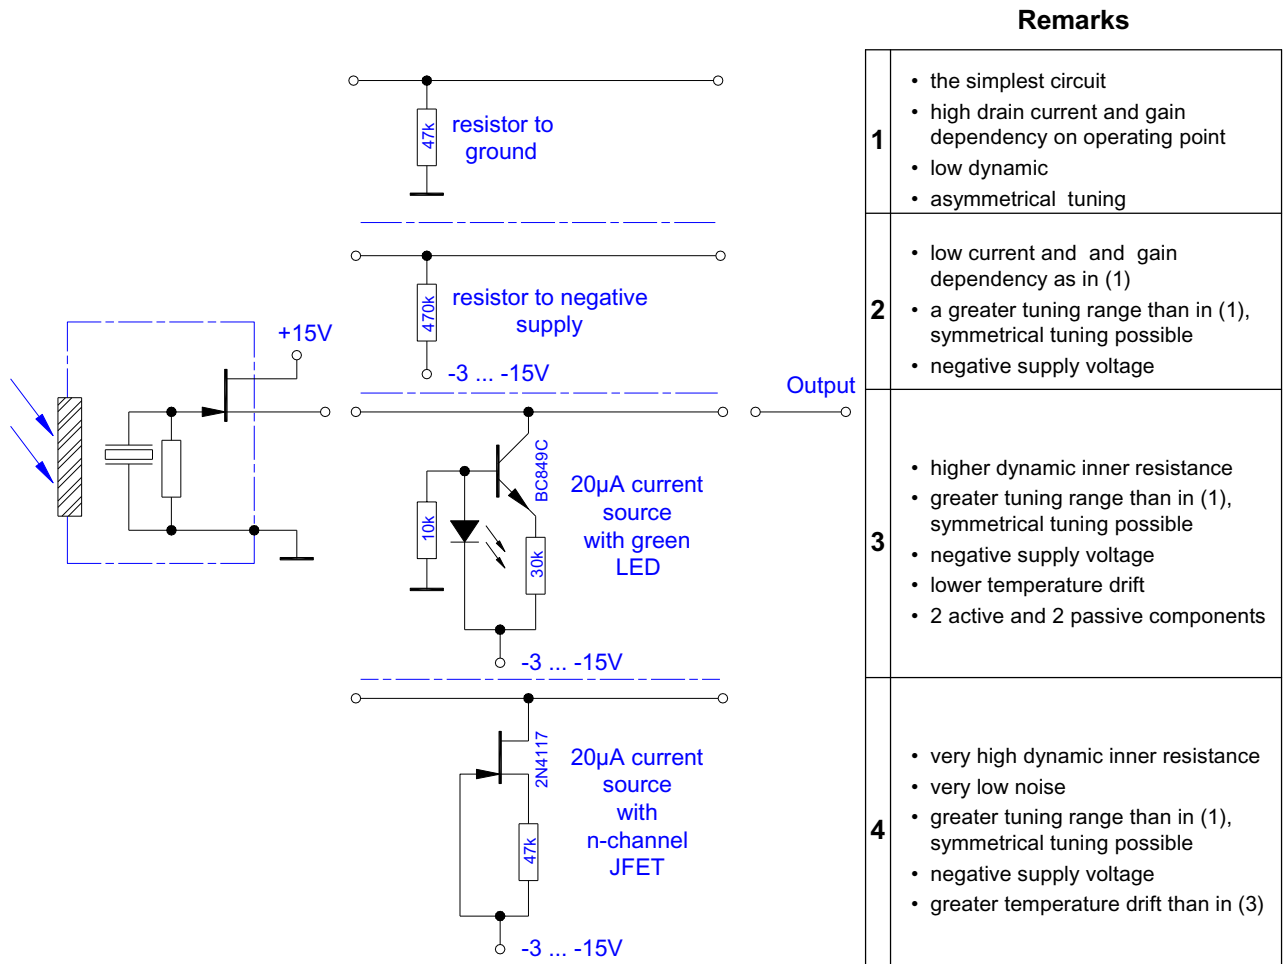 Remarks
47k
resistor to
ground
1
• the simplest circuit
• high drain current and gain
dependency on operating point
• low dynamic
• asymmetrical tuning
470k
resistor to negative
supply
-3 ... -15V
2
• low current and and gain
dependency as in (1)
• a greater tuning range than in (1),
symmetrical tuning possible
• negative supply voltage
+15V
Output
10k
BC849C
30k
20µA current
source
with green
LED
-3 ... -15V
3
• higher dynamic inner resistance
• greater tuning range than in (1),
symmetrical tuning possible
• negative supply voltage
• lower temperature drift
• 2 active and 2 passive components
2N4117
47k
20µA current
source
with
n-channel
JFET
-3 ... -15V
4
• very high dynamic inner resistance
• very low noise
• greater tuning range than in (1),
symmetrical tuning possible
• negative supply voltage
• greater temperature drift than in (3)